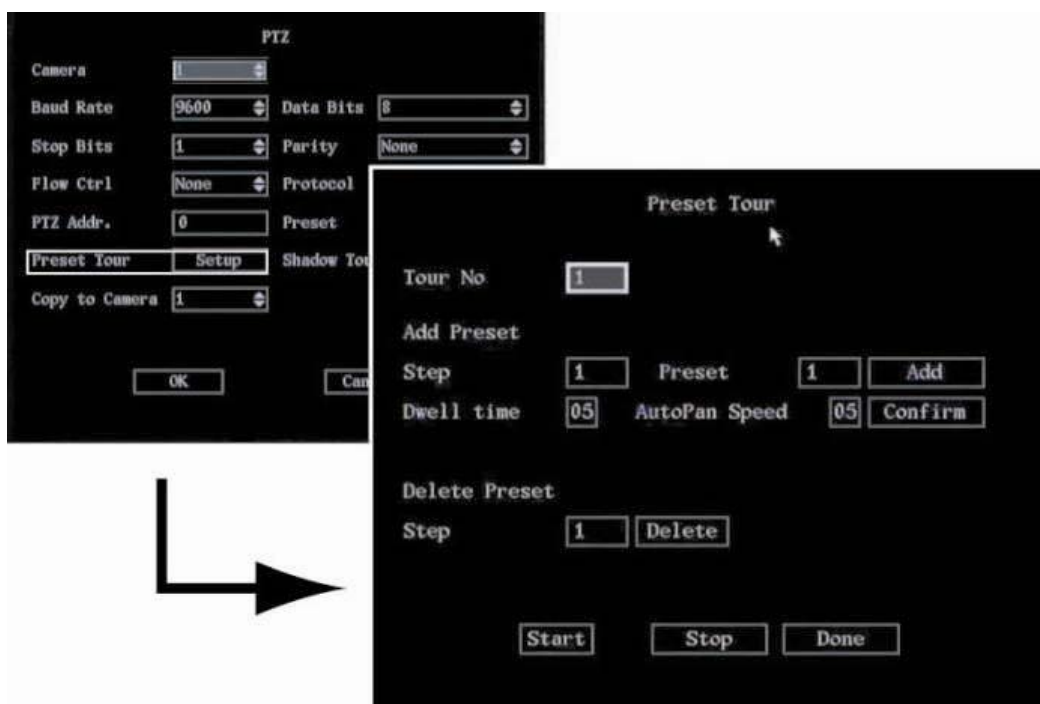 PTZ
Camera 1
Baud Rate 9600 Data Bits 8
Stop Bits 1 Parity None
Flow Ctrl None Protocol
PTZ Addr. 0 Preset
Preset Tour Setup Shadow Tou
Copy to Camera 1
OK Can
Preset Tour
Tour No 1
Add Preset
Step 1 Preset 1 Add
Dwell time 05 AutoPan Speed 05 Confirm
Delete Preset
Step 1 Delete
Start Stop Done